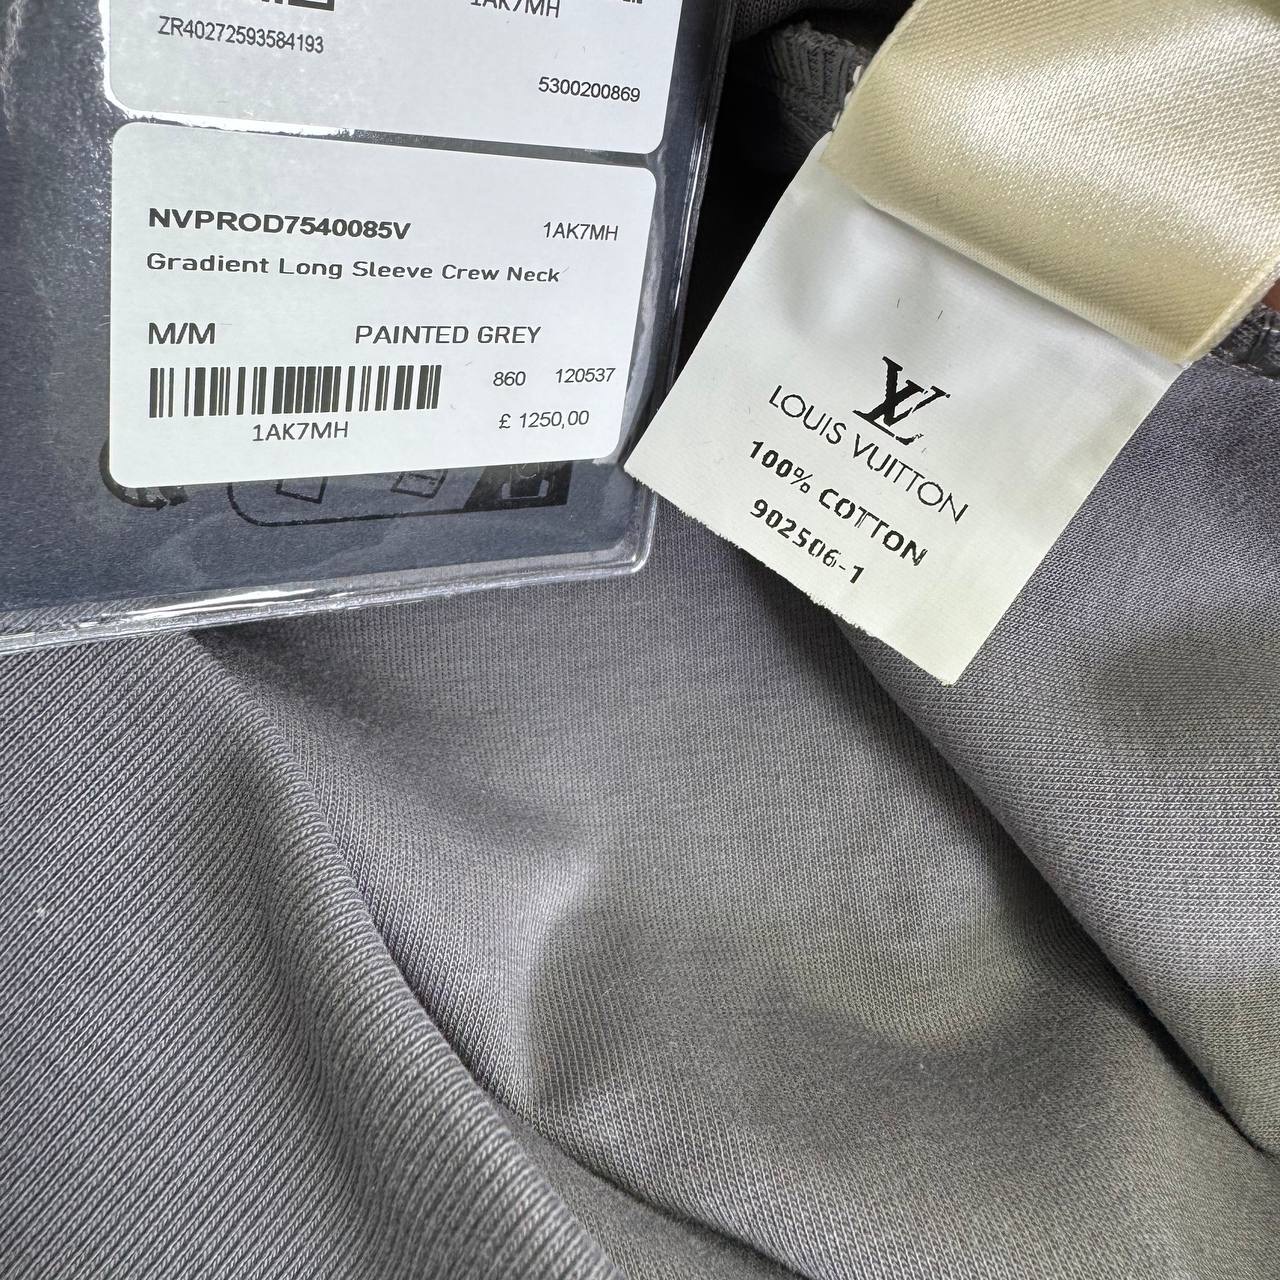 1AK7MH
ZR40272593584193
5300200869
NVPROD7540085V 1AK7MH
Gradient Long Sleeve Crew Neck
M/M PAINTED GREY
860 120537
1AK7MH £ 1250,00
LV
LOUIS VUITTON
100% COTTON
902506-1